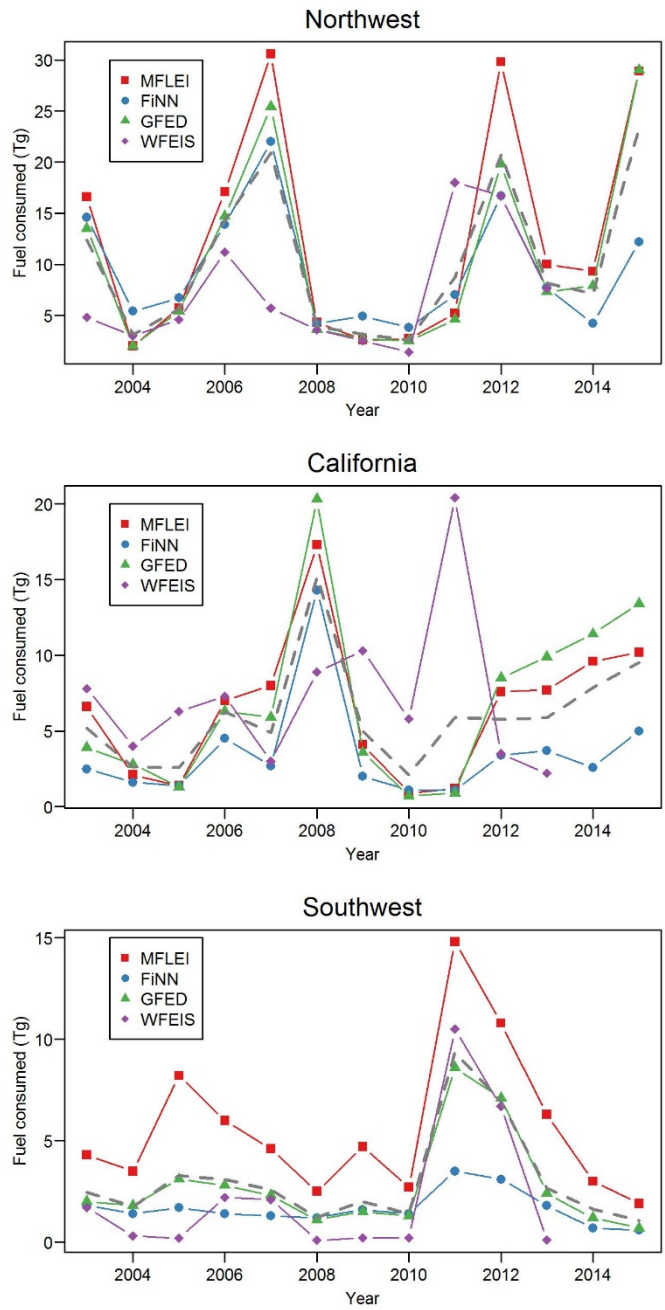 Northwest
30
25
20
15
10
5
Fuel consumed (Tg)
MFLEI
FiNN
GFED
WFEIS
2004 2006 2008 2010 2012 2014
Year
California
20
15
10
5
0
Fuel consumed (Tg)
MFLEI
FiNN
GFED
WFEIS
2004 2006 2008 2010 2012 2014
Year
Southwest
15
10
5
0
Fuel consumed (Tg)
MFLEI
FiNN
GFED
WFEIS
2004 2006 2008 2010 2012 2014
Year